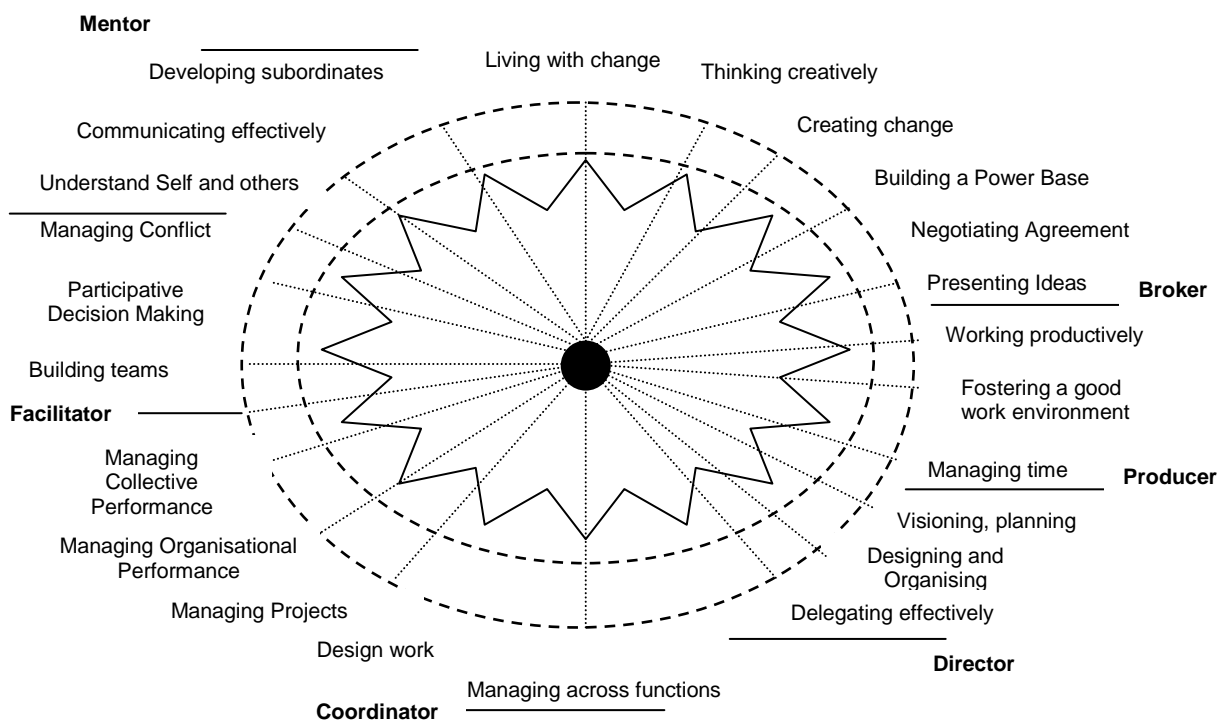 Mentor
Living with change
Thinking creatively
Developing subordinates
Creating change
Communicating effectively
Building a Power Base
Understand Self and others
Negotiating Agreement
Managing Conflict
Presenting Ideas
Broker
Participative
Decision Making
Working productively
Building teams
Fostering a good
work environment
Facilitator
Managing
Collective
Performance
Managing time
Producer
Visioning, planning
Managing Organisational
Performance
Designing and
Organising
Managing Projects
Delegating effectively
Design work
Director
Managing across functions
Coordinator